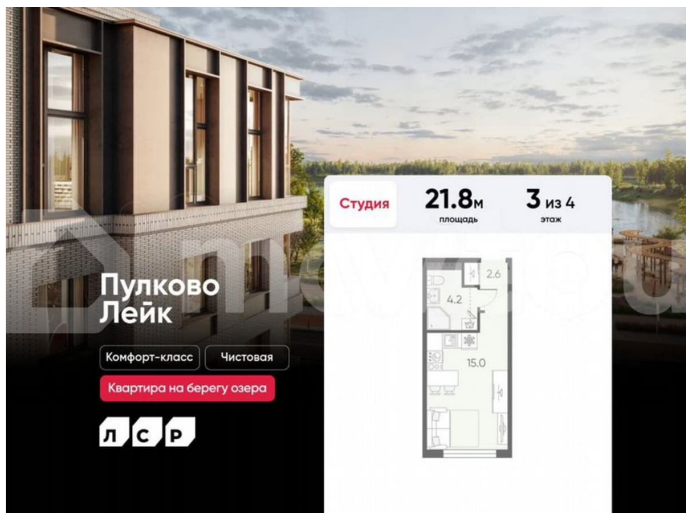 Студия
21.8м
площадь
3 из 4
этаж
2.6
4.2
15.0
Пулково
Лейк
Комфорт-класс
Чистовая
Квартира на берегу озера
ЛСР